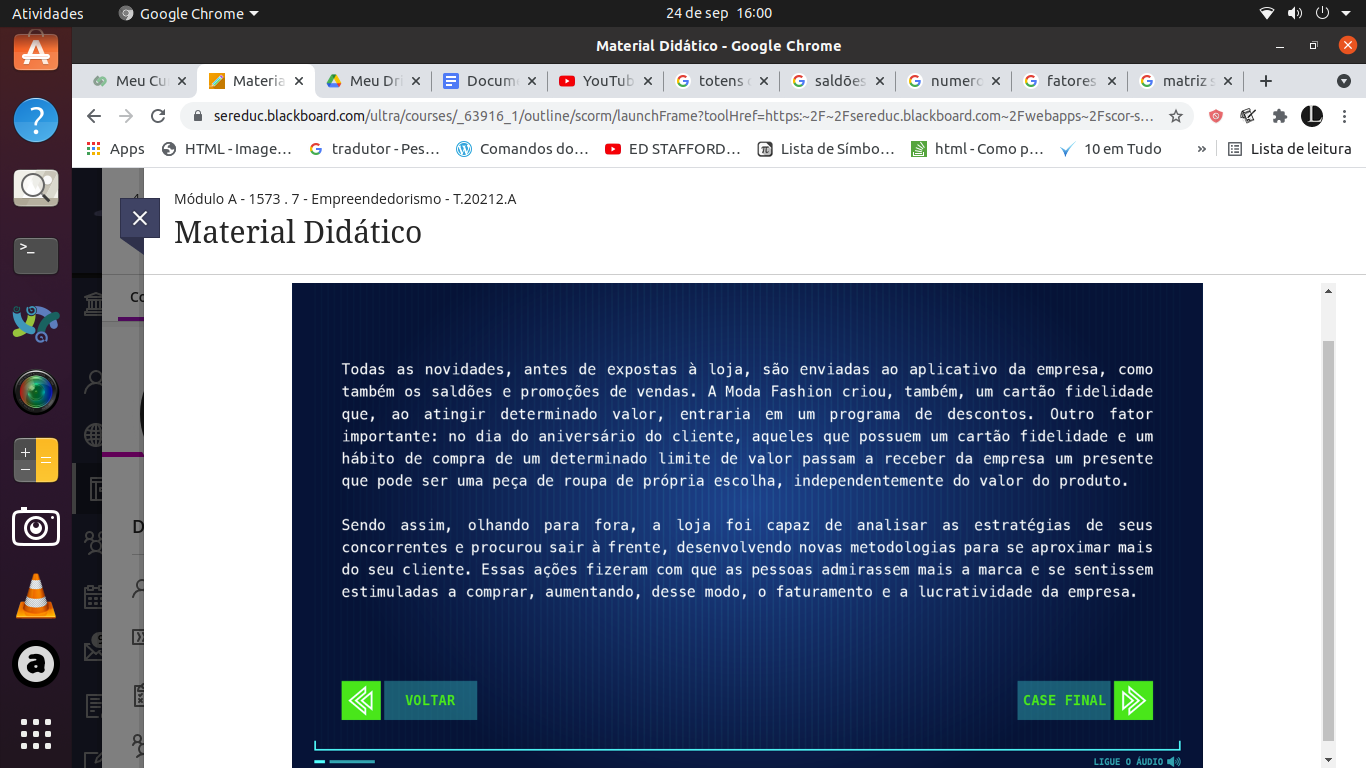 Atividades
Google Chrome
24 de sep 16:00
Material Didático - Google Chrome
Meu Cu
Materia
Meu Dri
Docum
YouTub
totens
saldões
numero
fatores
matriz s
sereduc.blackboard.com/ultra/courses/_63916_1/outline/scorm/launchFrame?toolHref=https:~2F~2Fsereduc.blackboard.com~2Fwebapps~2Fscor-s...
Apps
HTML - Image...
tradutor - Pes...
Comandos do...
ED STAFFORD...
Lista de Símbo...
html - Como p...
10 em Tudo
»
Lista de leitura
Módulo A - 1573 . 7 - Empreendedorismo - T.20212.A
Material Didático
Co
D
Todas as novidades, antes de expostas à loja, são enviadas ao aplicativo da empresa, como
também os saldões e promoções de vendas. A Moda Fashion criou, também, um cartão fidelidade
que, ao atingir determinado valor, entraria em um programa de descontos. Outro fator
importante: no dia do aniversário do cliente, aqueles que possuem um cartão fidelidade e um
hábito de compra de um determinado limite de valor passam a receber da empresa um presente
que pode ser uma peça de roupa de própria escolha, independentemente do valor do produto.
Sendo assim, olhando para fora, a loja foi capaz de analisar as estratégias de seus
concorrentes e procurou sair à frente, desenvolvendo novas metodologias para se aproximar mais
do seu cliente. Essas ações fizeram com que as pessoas admirassem mais a marca e se sentissem
estimuladas a comprar, aumentando, desse modo, o faturamento e a lucratividade da empresa.
VOLTAR
CASE FINAL
LIGUE O ÁUDIO